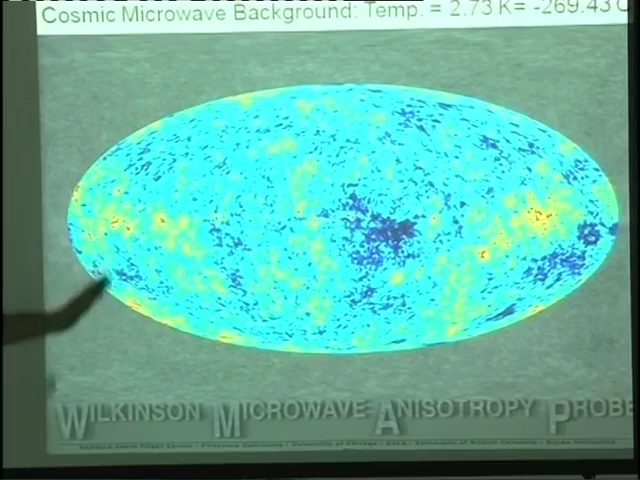 Cosmic Microwave Background: Temp. = 2.73 K= -269.43 C
WILKINSON MICROWAVE ANISOTROPY PROBE